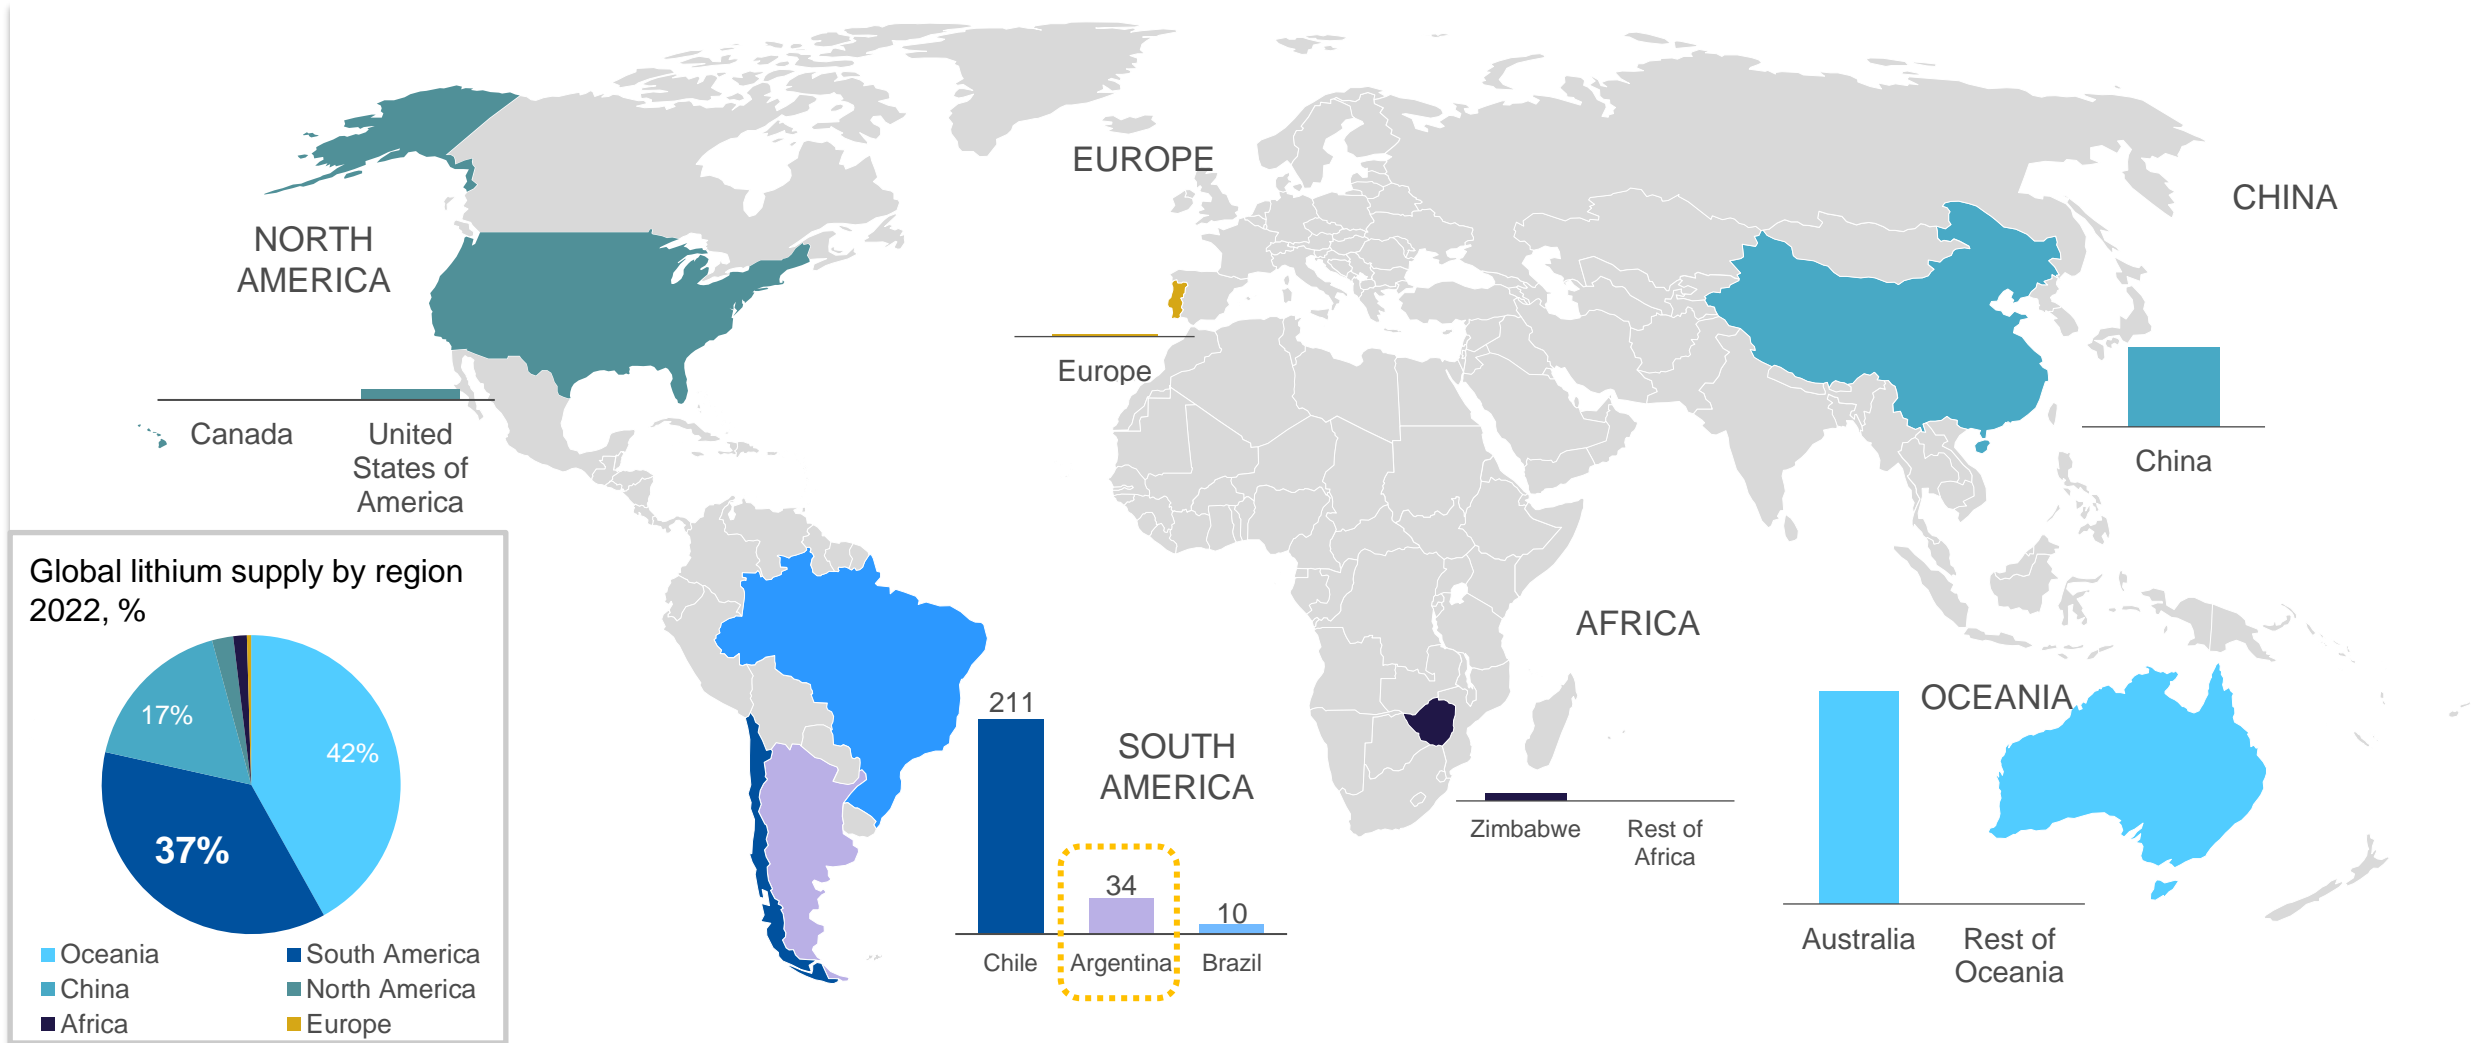 EUROPE
CHINA
NORTH
AMERICA
Europe
Canada
United
States of
America
China
Global lithium supply by region
2022, %
17%
42%
37%
Oceania
South America
China
North America
Africa
Europe
AFRICA
OCEANIA
SOUTH
AMERICA
211
34
10
Chile
Argentina
Brazil
Zimbabwe
Rest of
Africa
Australia
Rest of
Oceania